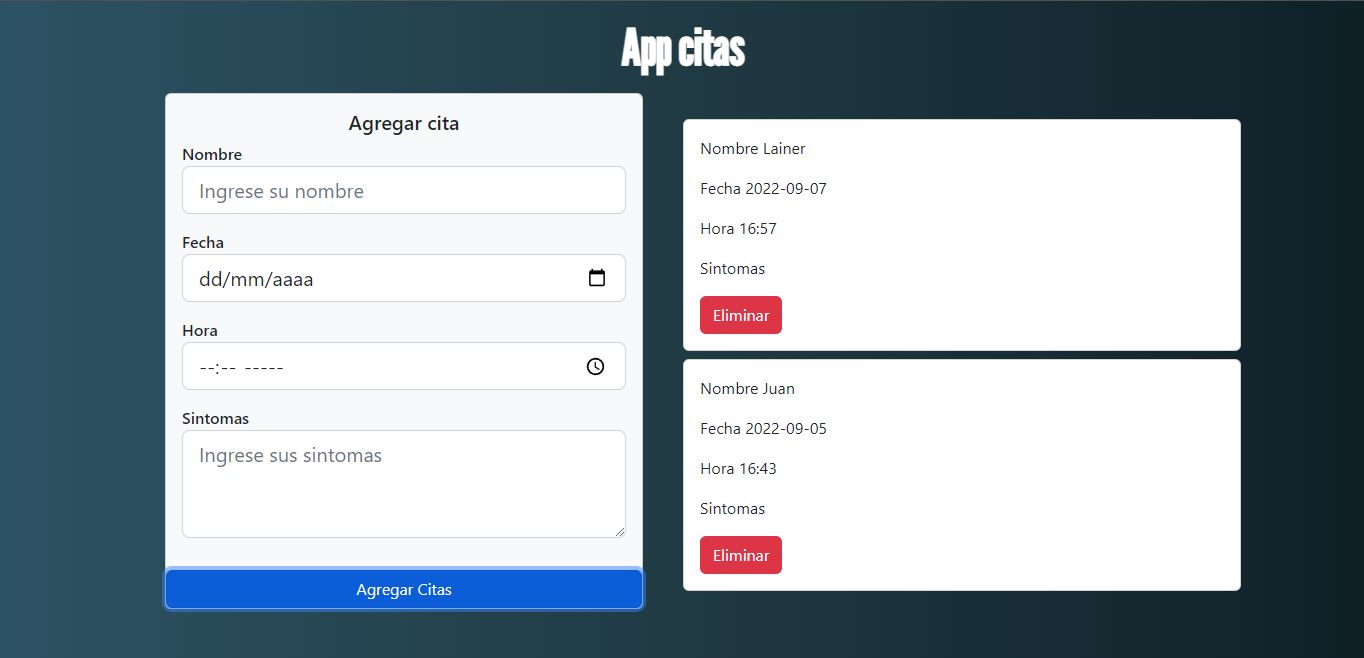 App citas
Agregar cita
Nombre
Ingrese su nombre
Fecha
dd/mm/aaaa
Hora
--:-- -----
Sintomas
Ingrese sus sintomas
Agregar Citas
Nombre Lainer
Fecha 2022-09-07
Hora 16:57
Sintomas
Eliminar
Nombre Juan
Fecha 2022-09-05
Hora 16:43
Sintomas
Eliminar